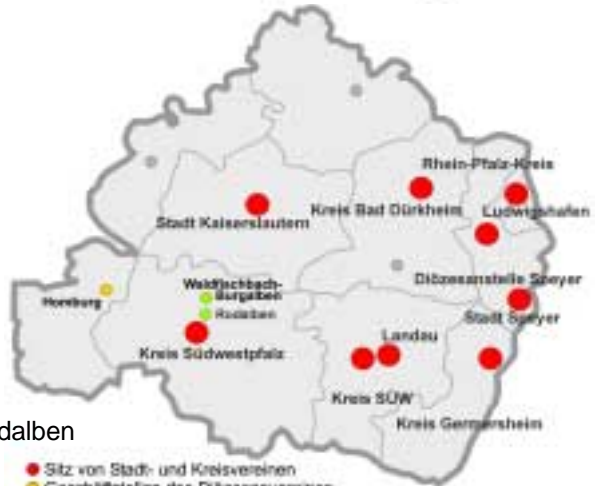 Rhein-Pfalz-Kreis
Stadt Kaiserslautern
Kreis Bad Dürkheim
Ludwigshafen
Diözesanstelle Speyer
Waldfischbach-
Burgalben
Homburg
Rodalben
Stadt Speyer
Landau
Kreis Südwestpfalz
Kreis SÜW
Kreis Germersheim
dalben
Sitz von Stadt- und Kreisvereinen